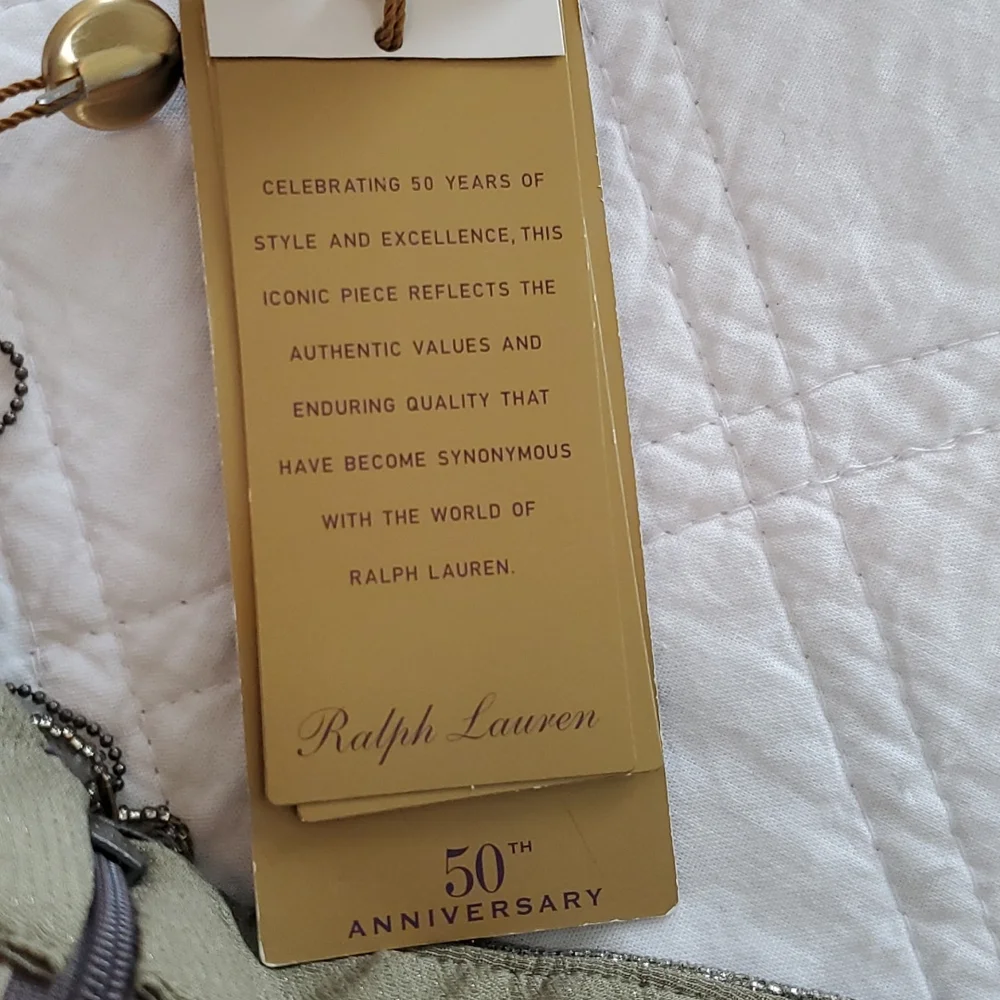 CELEBRATING 50 YEARS OF
STYLE AND EXCELLENCE, THIS
ICONIC PIECE REFLECTS THE
AUTHENTIC VALUES AND
ENDURING QUALITY THAT
HAVE BECOME SYNONYMOUS
WITH THE WORLD OF
RALPH LAUREN.
Ralph Lauren
50TH
ANNIVERSARY